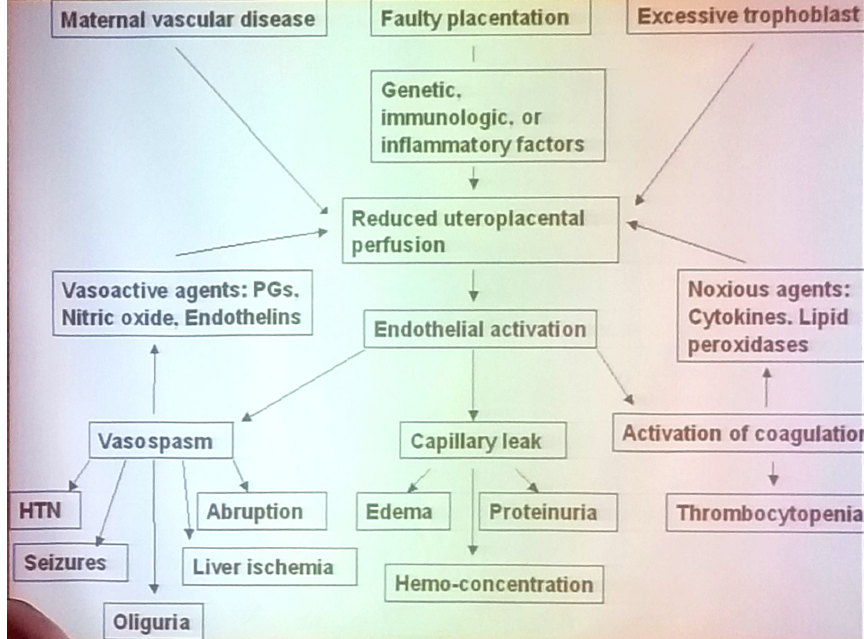 Maternal vascular disease
Faulty placentation
Excessive trophoblast
Genetic,
immunologic, or
inflammatory factors
Reduced uteroplacental
perfusion
Vasoactive agents: PGs,
Nitric oxide, Endothelins
Noxious agents:
Cytokines, Lipid
peroxidases
Endothelial activation
Vasospasm
Capillary leak
Activation of coagulation
HTN
Abruption
Edema
Proteinuria
Thrombocytopenia
Seizures
Liver ischemia
Hemo-concentration
Oliguria